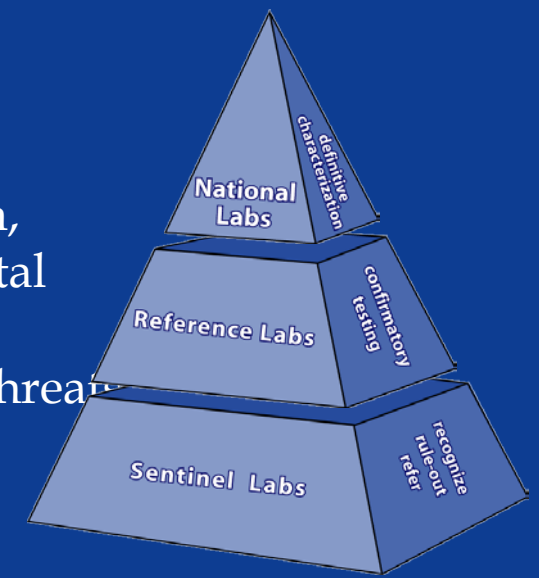 National
Labs
definitive
characterization
Reference Labs
confirmatory
testing
Sentinel Labs
recognize
rule-out
refer